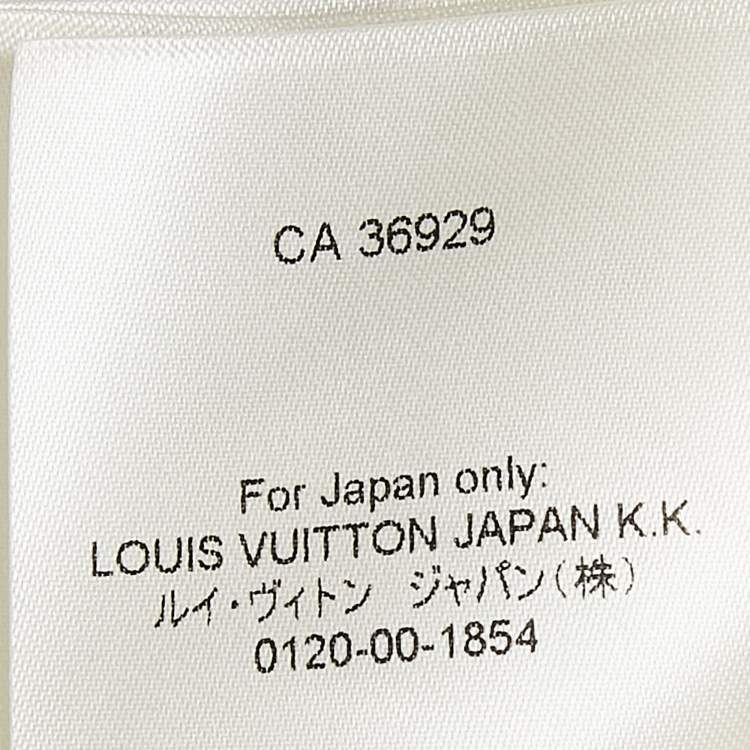 CA 36929
For Japan only:
LOUIS VUITTON JAPAN K.K.
ルイ・ヴィトン　ジャパン(株)
0120-00-1854